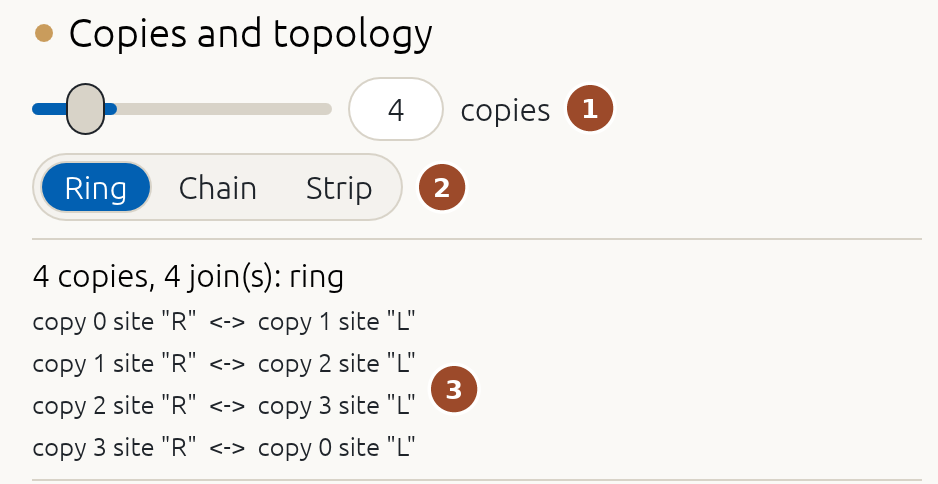 Copies and topology
4 copies 1
Ring Chain Strip 2
4 copies, 4 join(s): ring
copy 0 site "R" <-> copy 1 site "L"
copy 1 site "R" <-> copy 2 site "L"
3
copy 2 site "R" <-> copy 3 site "L"
copy 3 site "R" <-> copy 0 site "L"